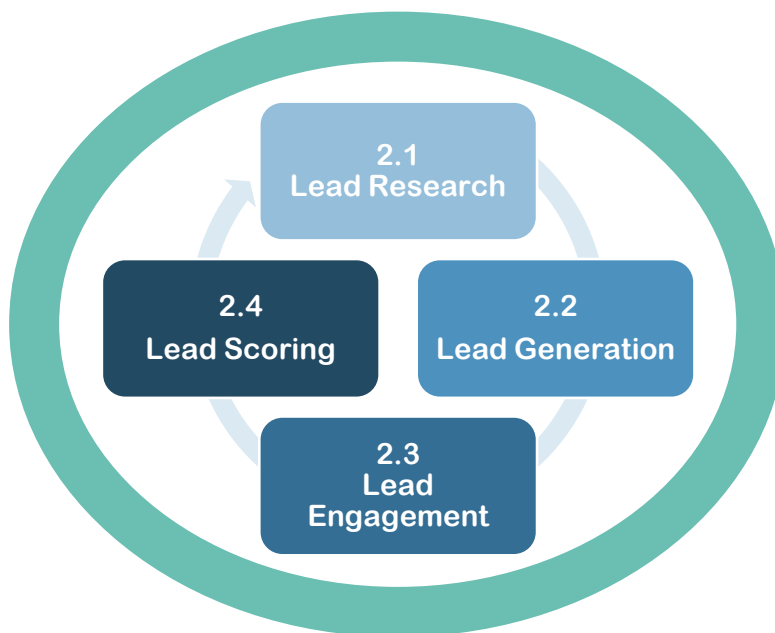 2.1
Lead Research
2.2
Lead Generation
2.3
Lead
Engagement
2.4
Lead Scoring